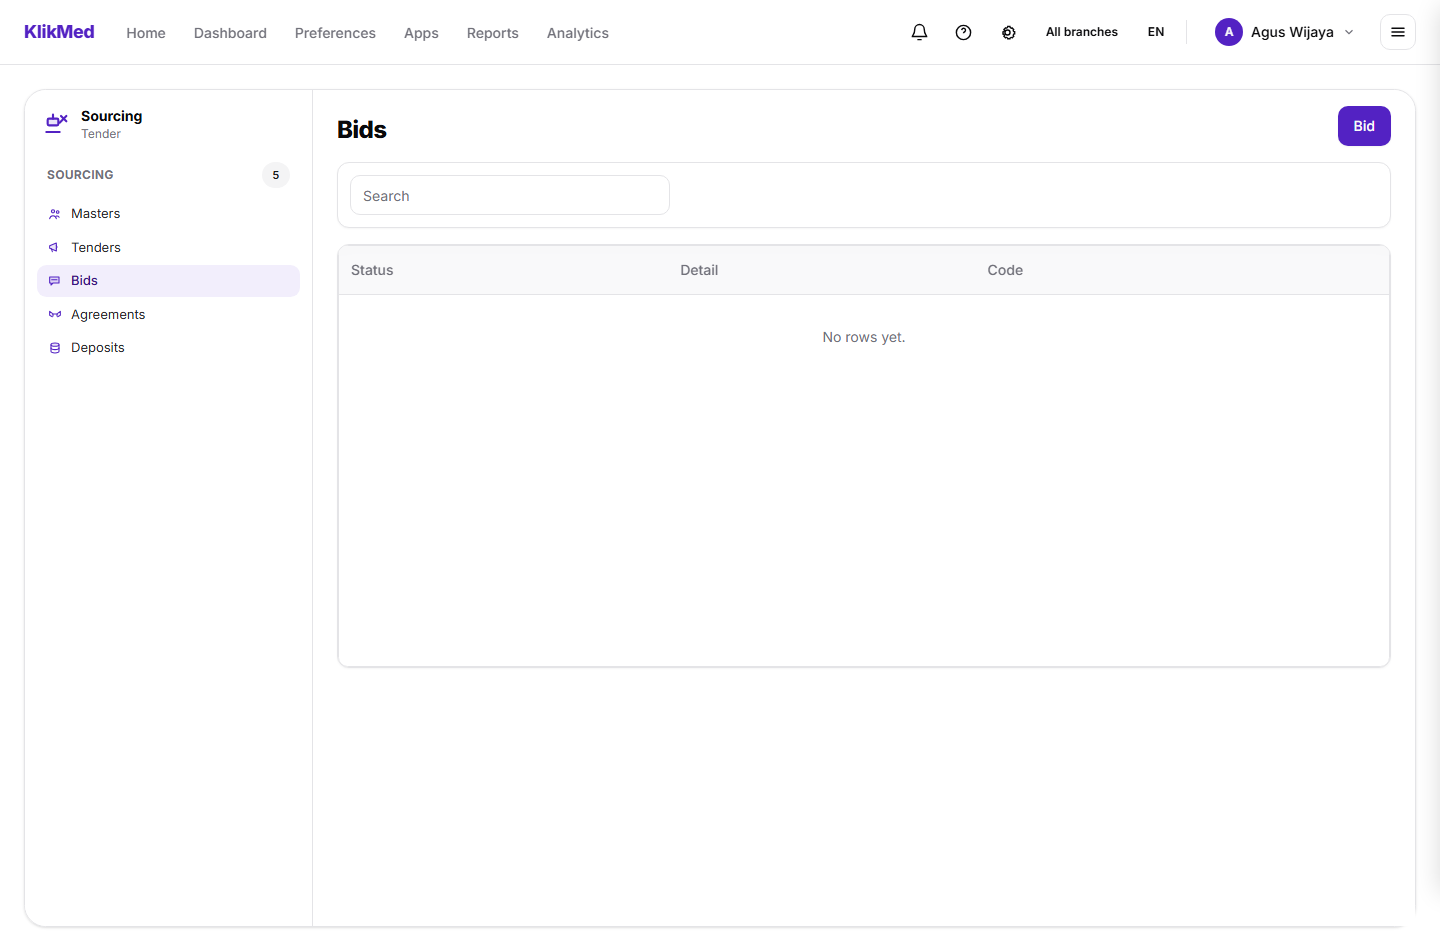 KlikMed
Home
Dashboard
Preferences
Apps
Reports
Analytics
All branches
EN
A
Agus Wijaya
Sourcing
Tender
SOURCING
5
Masters
Tenders
Bids
Agreements
Deposits
Bids
Bid
Search
Status
Detail
Code
No rows yet.